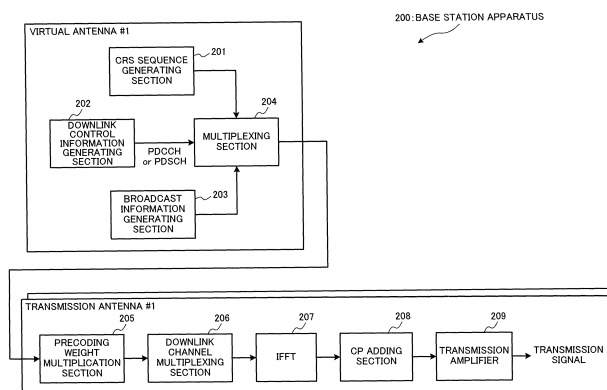 200:BASE STATION APPARATUS
VIRTUAL ANTENNA #1
201
CRS SEQUENCE
GENERATING
SECTION
202
DOWNLINK
CONTROL
INFORMATION
GENERATING
SECTION
PDCCH
or PDSCH
204
MULTIPLEXING
SECTION
203
BROADCAST
INFORMATION
GENERATING
SECTION
TRANSMISSION ANTENNA #1
205
PRECODING
WEIGHT
MULTIPLICATION
SECTION
206
DOWNLINK
CHANNEL
MULTIPLEXING
SECTION
207
IFFT
208
CP ADDING
SECTION
209
TRANSMISSION
AMPLIFIER
TRANSMISSION
SIGNAL